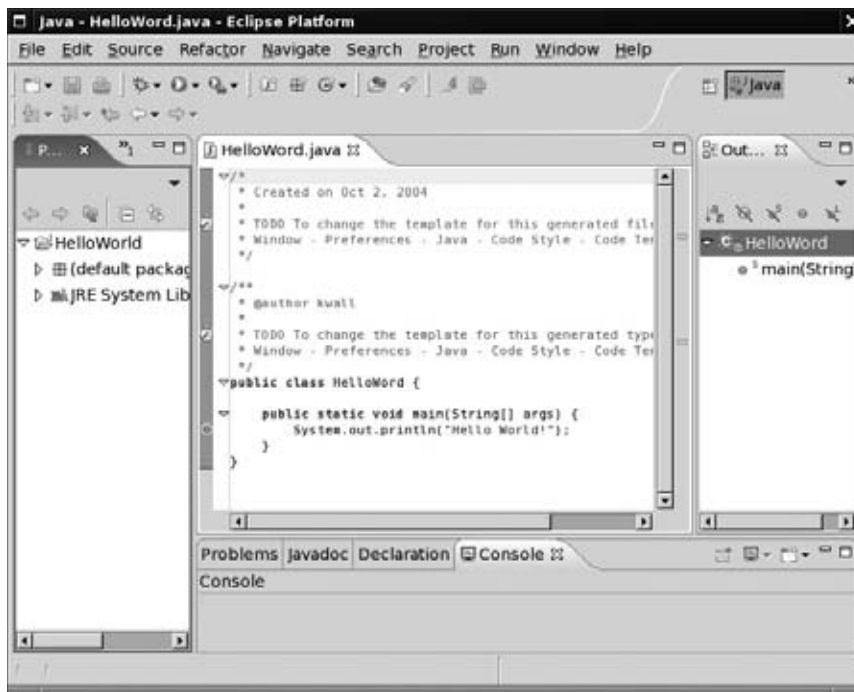 Java - HelloWord.java - Eclipse Platform
File Edit Source Refactor Navigate Search Project Run Window Help
Java
P...
»1
HelloWorld
(default packag
JRE System Lib
HelloWord.java
/*
* Created on Oct 2, 2004
*
* TODO To change the template for this generated file
* Window - Preferences - Java - Code Style - Code Tem
*/
/**
* @author kwall
*
* TODO To change the template for this generated type
* Window - Preferences - Java - Code Style - Code Tem
*/
public class HelloWord {
public static void main(String[] args) {
System.out.println("Hello World!");
}
}
Out...
HelloWord
main(String
Problems Javadoc Declaration Console
Console